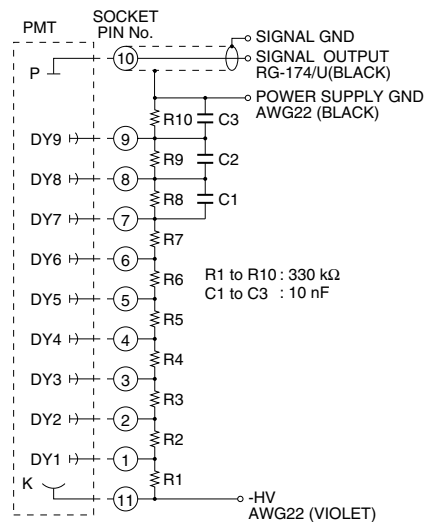 PMT
SOCKET
PIN No.
SIGNAL GND
10
SIGNAL OUTPUT
RG-174/U(BLACK)
P
POWER SUPPLY GND
AWG22 (BLACK)
R10
C3
DY9
9
R9
C2
DY8
8
R8
C1
DY7
7
R7
DY6
6
R6
R1 to R10 : 330 kΩ
C1 to C3 : 10 nF
DY5
5
R5
DY4
4
R4
DY3
3
R3
DY2
2
R2
DY1
1
R1
K
11
-HV
AWG22 (VIOLET)